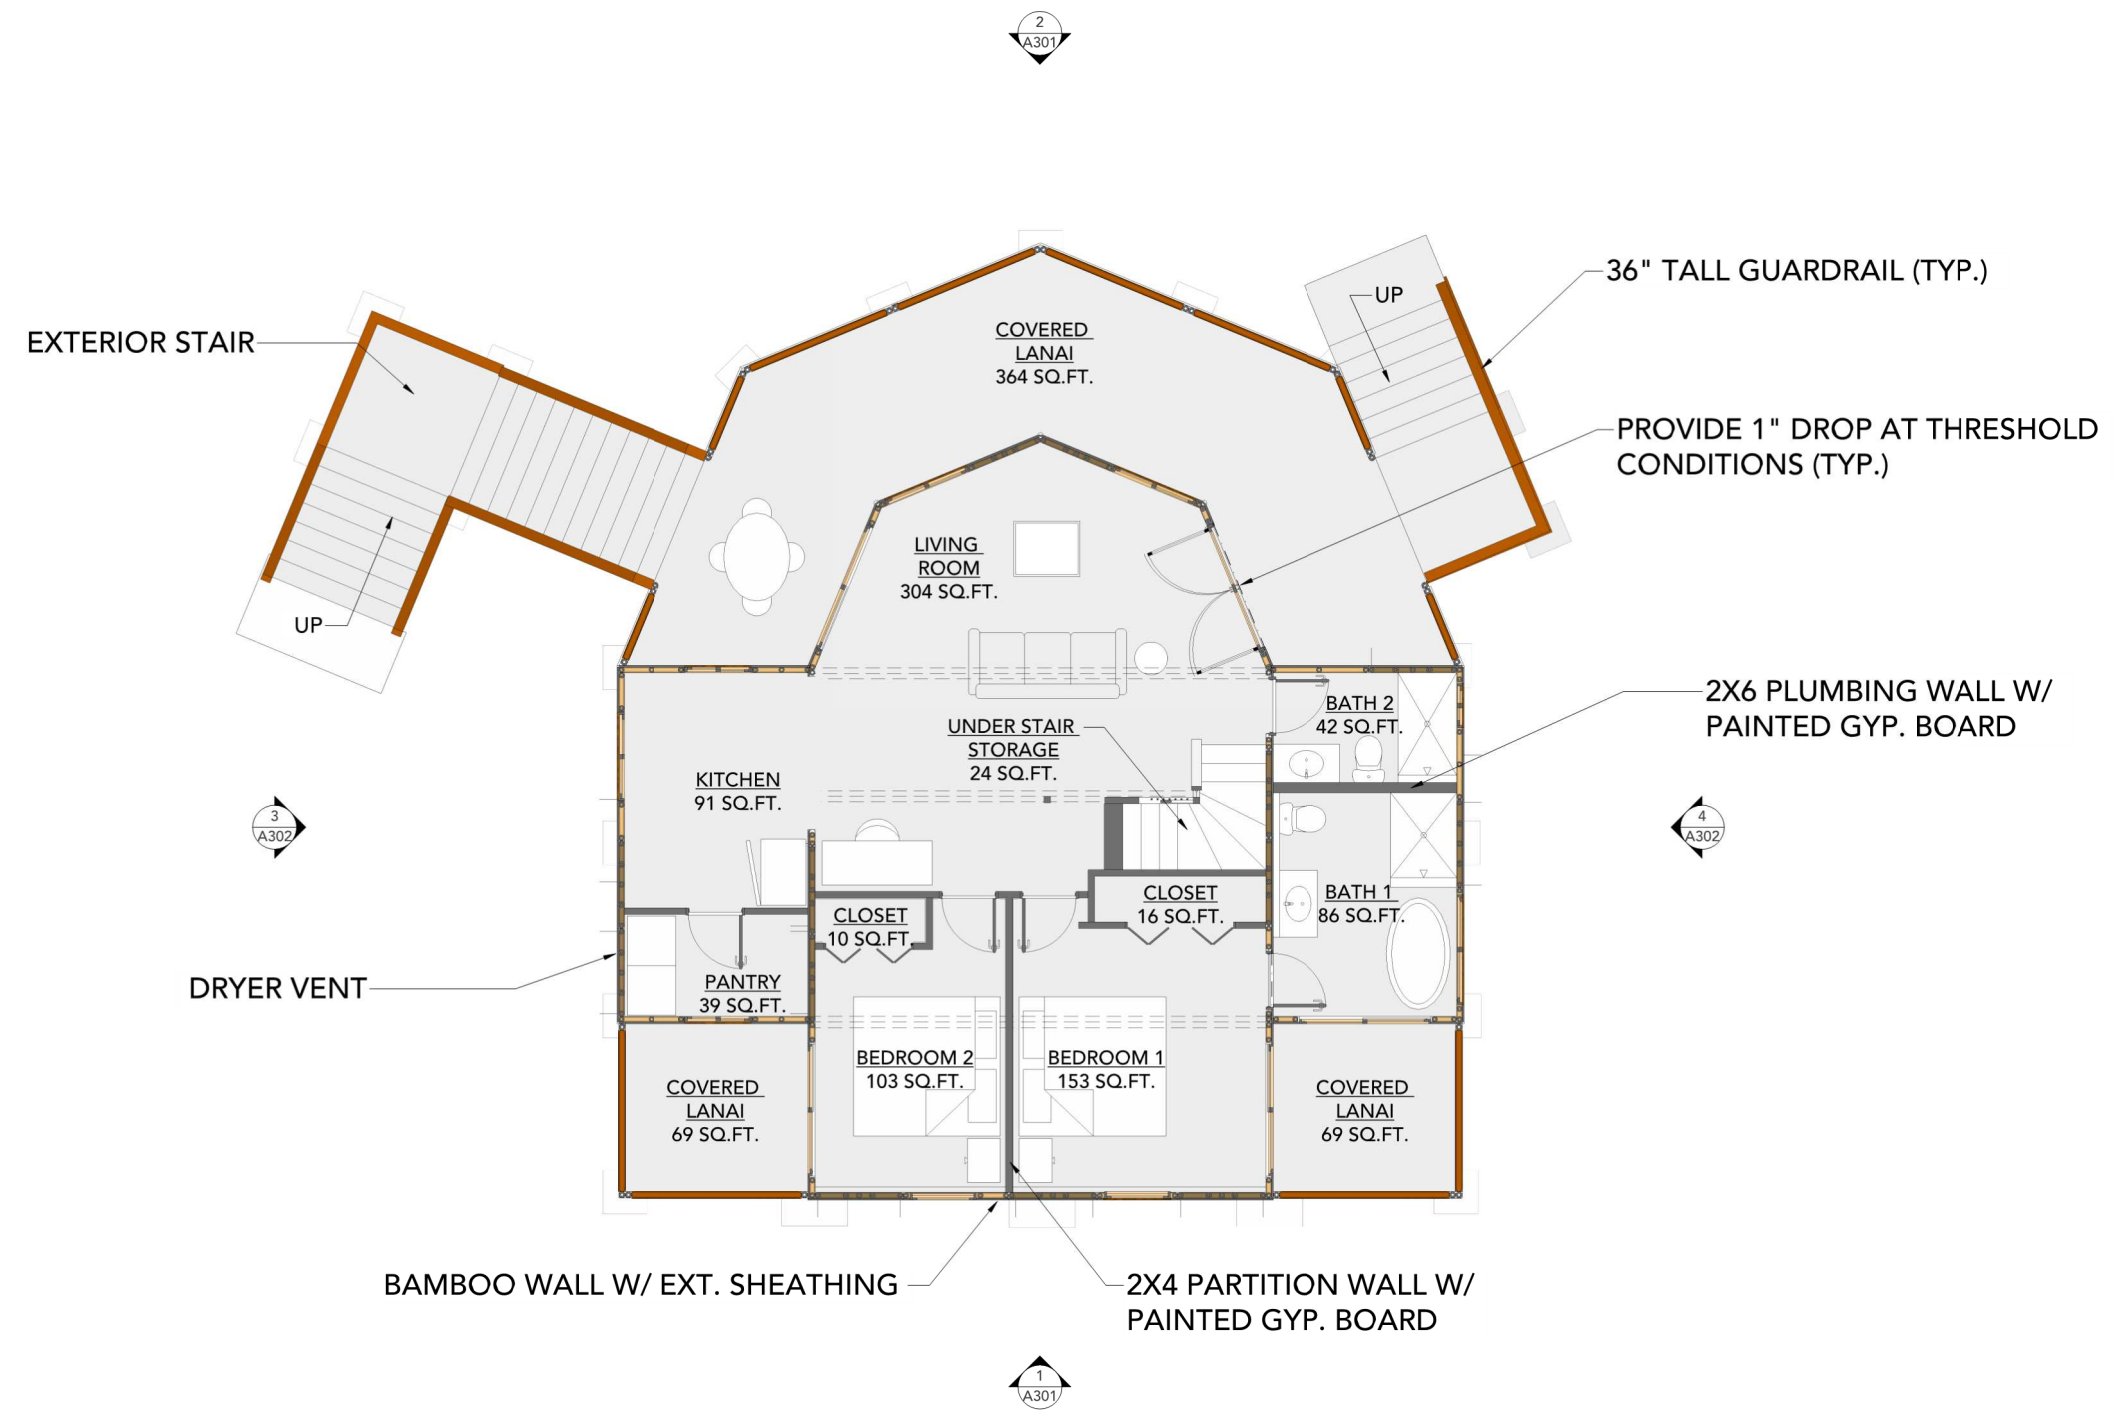 2
A301
36" TALL GUARDRAIL (TYP.)
UP
EXTERIOR STAIR
COVERED
LANAI
364 SQ.FT.
PROVIDE 1" DROP AT THRESHOLD
CONDITIONS (TYP.)
LIVING
ROOM
304 SQ.FT.
UP
2X6 PLUMBING WALL W/
PAINTED GYP. BOARD
BATH 2
42 SQ.FT.
UNDER STAIR
STORAGE
24 SQ.FT.
KITCHEN
91 SQ.FT.
3
A302
4
A302
CLOSET
16 SQ.FT.
BATH 1
86 SQ.FT.
CLOSET
10 SQ.FT.
PANTRY
39 SQ.FT.
DRYER VENT
BEDROOM 2
103 SQ.FT.
BEDROOM 1
153 SQ.FT.
COVERED
LANAI
69 SQ.FT.
COVERED
LANAI
69 SQ.FT.
BAMBOO WALL W/ EXT. SHEATHING
2X4 PARTITION WALL W/
PAINTED GYP. BOARD
1
A301